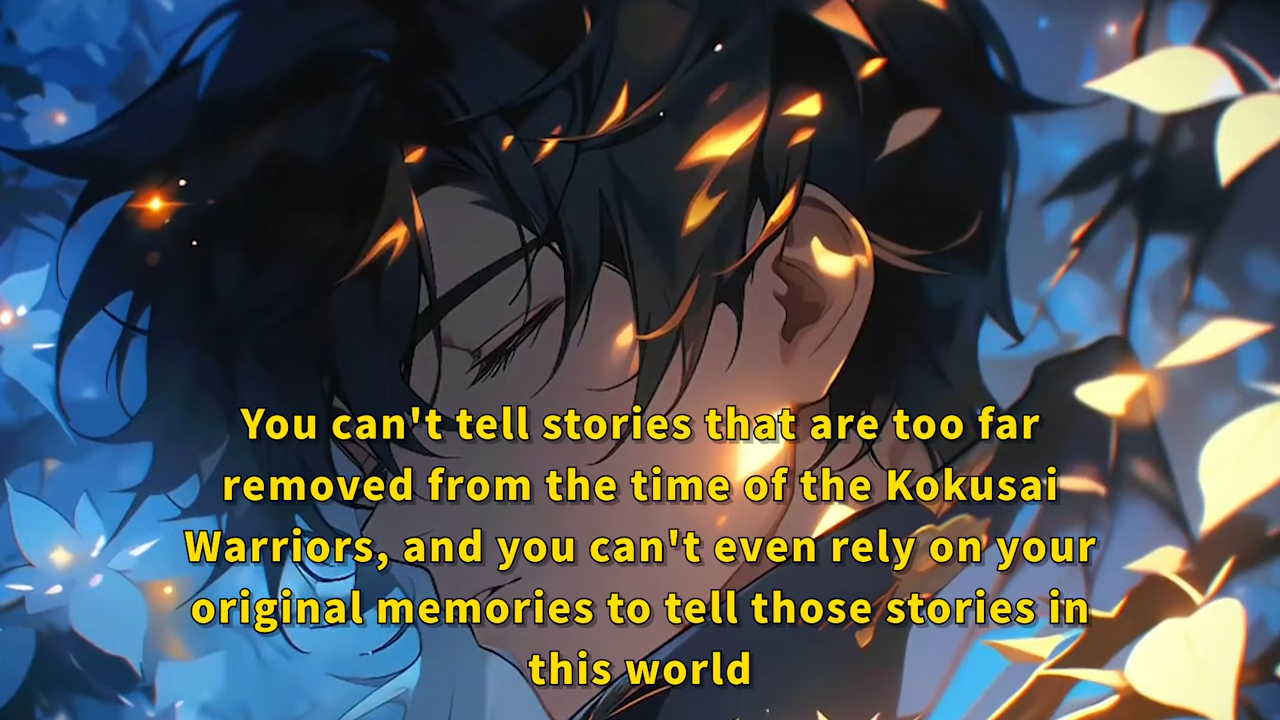 You can't tell stories that are too far
removed from the time of the Kokusai
Warriors, and you can't even rely on your
original memories to tell those stories in
this world